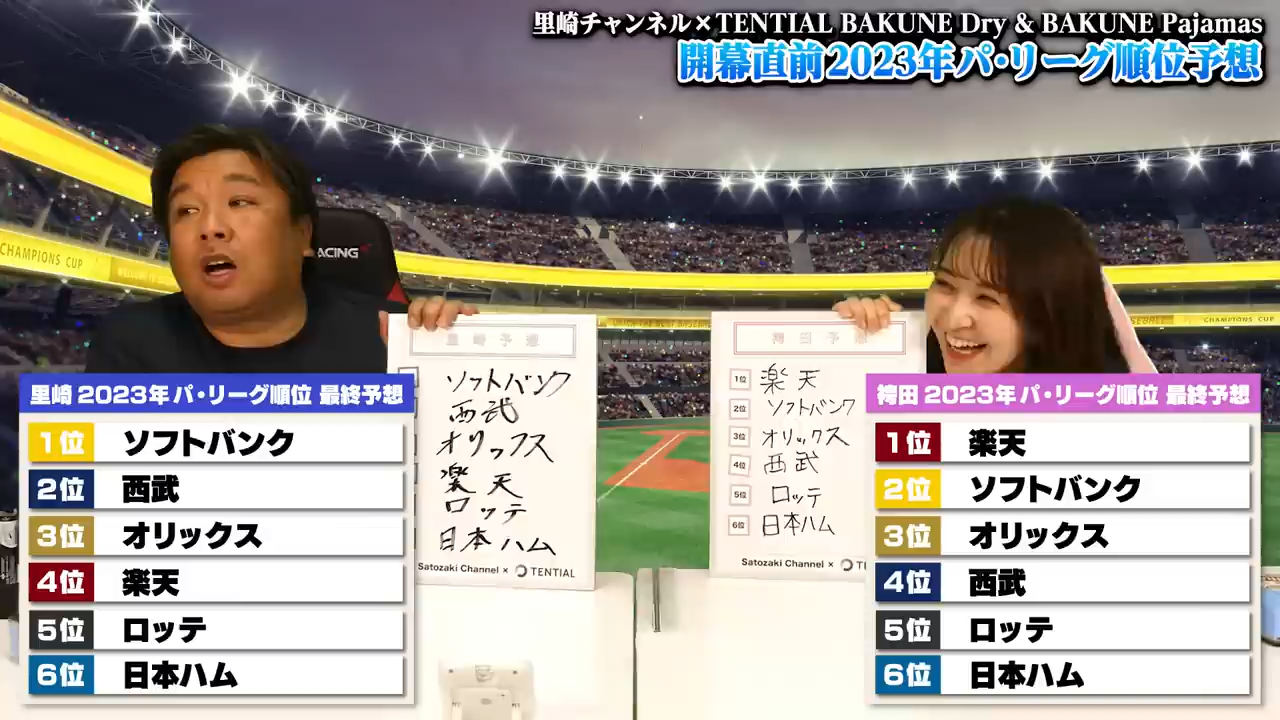 里崎チャンネル×TENTIAL BAKUNE Dry & BAKUNE Pajamas
開幕直前2023年パ・リーグ順位予想
CHAMPIONS CUP
ACING
CHAMPIONS CUP
里崎予想
ソフトバンク
西武
オリックス
楽天
ロッテ
日本ハム
Satozaki Channel × TENTIAL
袴田予想
1位 楽天
2位 ソフトバンク
3位 オリックス
4位 西武
5位 ロッテ
6位 日本ハム
Satozaki Channel × TE
里崎 2023年 パ・リーグ順位 最終予想
1位 ソフトバンク
2位 西武
3位 オリックス
4位 楽天
5位 ロッテ
6位 日本ハム
袴田 2023年 パ・リーグ順位 最終予想
1位 楽天
2位 ソフトバンク
3位 オリックス
4位 西武
5位 ロッテ
6位 日本ハム